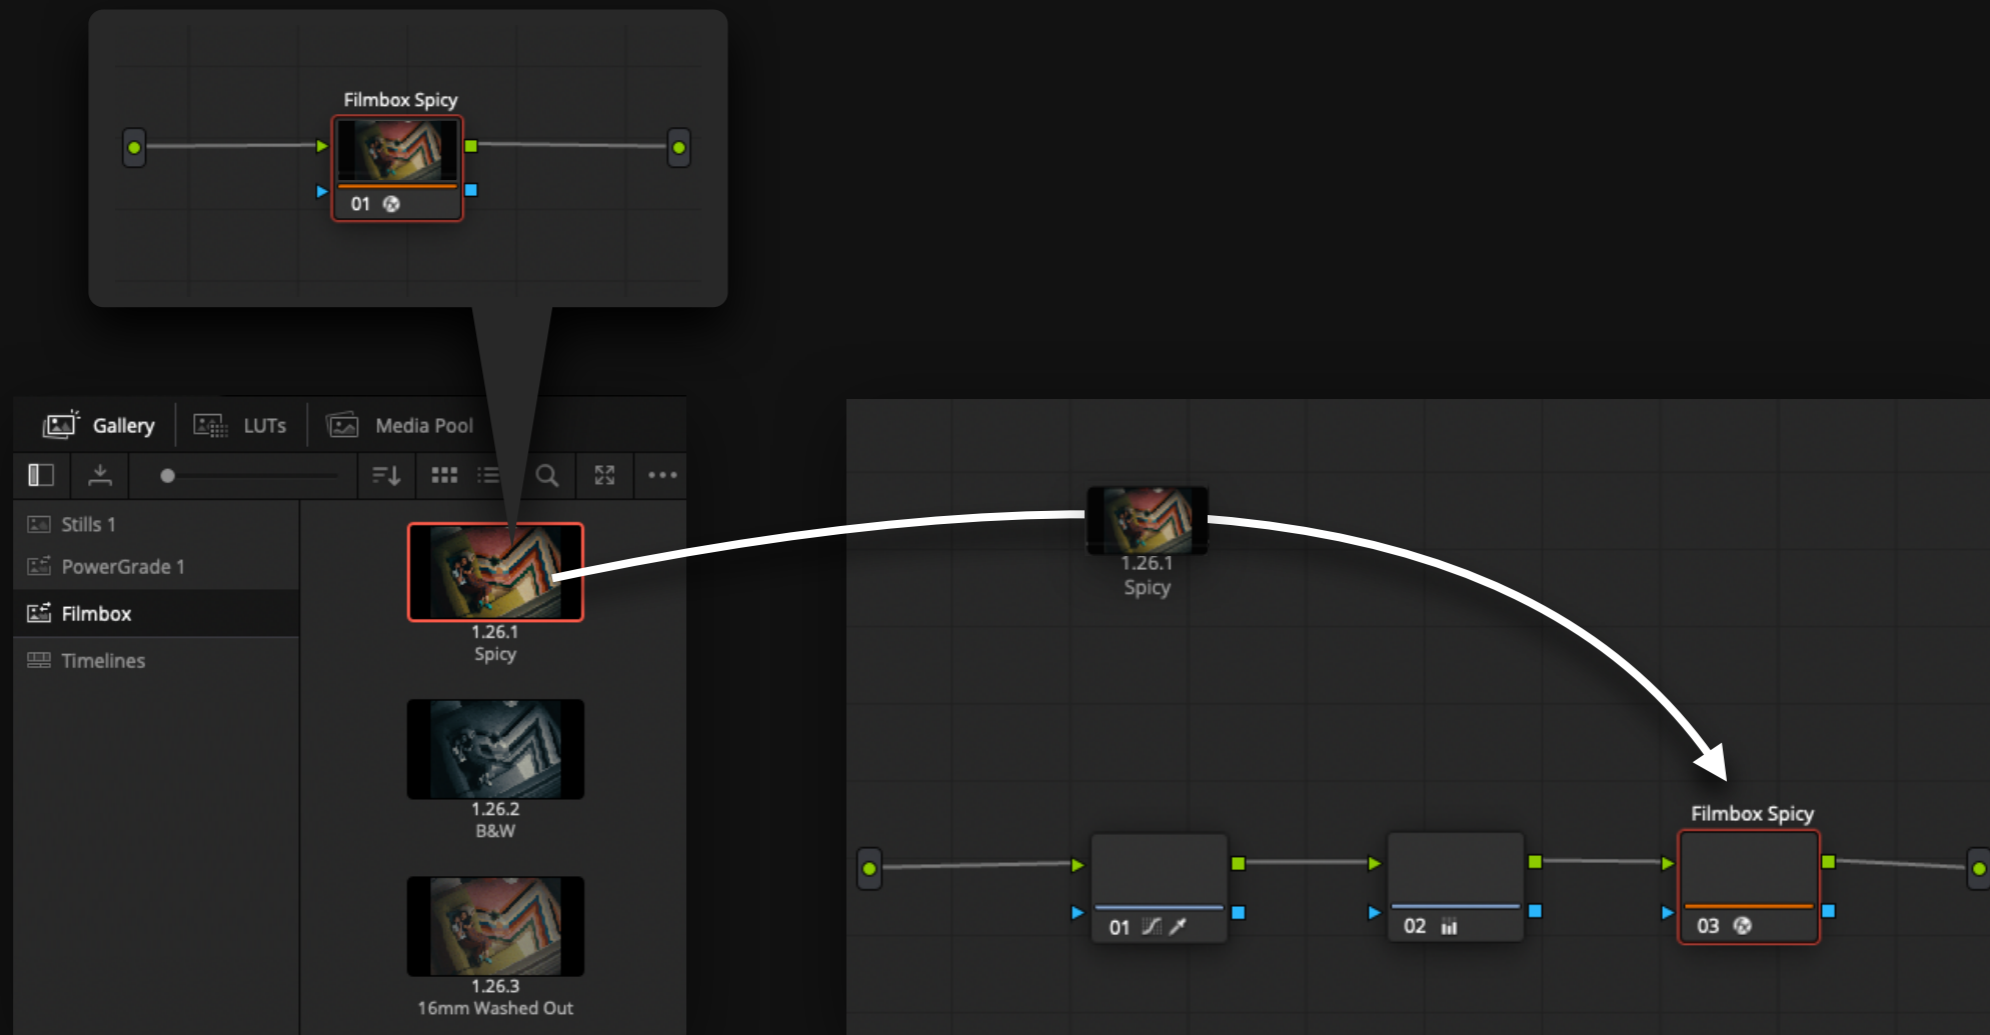 Filmbox Spicy
01
Gallery
LUTs
Media Pool
Stills 1
PowerGrade 1
Filmbox
Timelines
1.26.1
Spicy
1.26.2
B&W
1.26.3
16mm Washed Out
1.26.1
Spicy
Filmbox Spicy
01
02
03